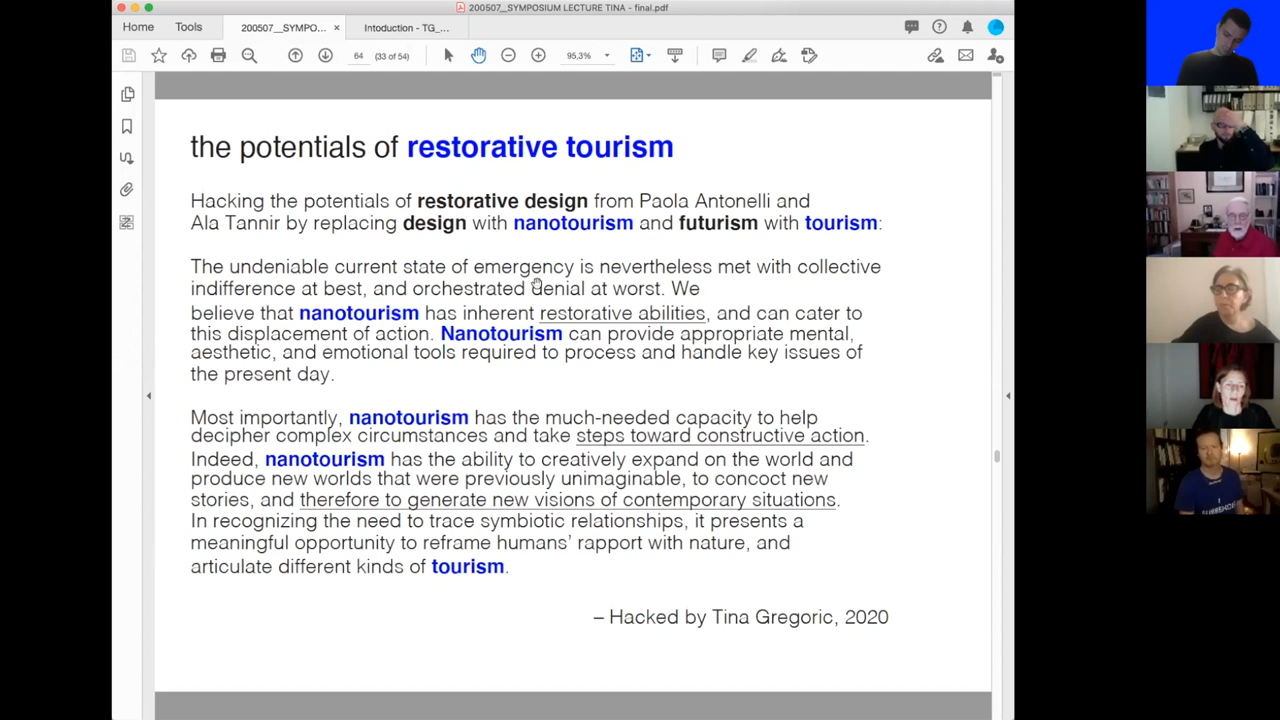 200507__SYMPOSIUM LECTURE TINA - final.pdf
Home
Tools
200507__SYMPO...
×
Intoduction - TG_...
64
(33 of 54)
95,3%
the potentials of restorative tourism
Hacking the potentials of restorative design from Paola Antonelli and
Ala Tannir by replacing design with nanotourism and futurism with tourism:
The undeniable current state of emergency is nevertheless met with collective
indifference at best, and orchestrated denial at worst. We
believe that nanotourism has inherent restorative abilities, and can cater to
this displacement of action. Nanotourism can provide appropriate mental,
aesthetic, and emotional tools required to process and handle key issues of
the present day.
Most importantly, nanotourism has the much-needed capacity to help
decipher complex circumstances and take steps toward constructive action.
Indeed, nanotourism has the ability to creatively expand on the world and
produce new worlds that were previously unimaginable, to concoct new
stories, and therefore to generate new visions of contemporary situations.
In recognizing the need to trace symbiotic relationships, it presents a
meaningful opportunity to reframe humans’ rapport with nature, and
articulate different kinds of tourism.
– Hacked by Tina Gregoric, 2020